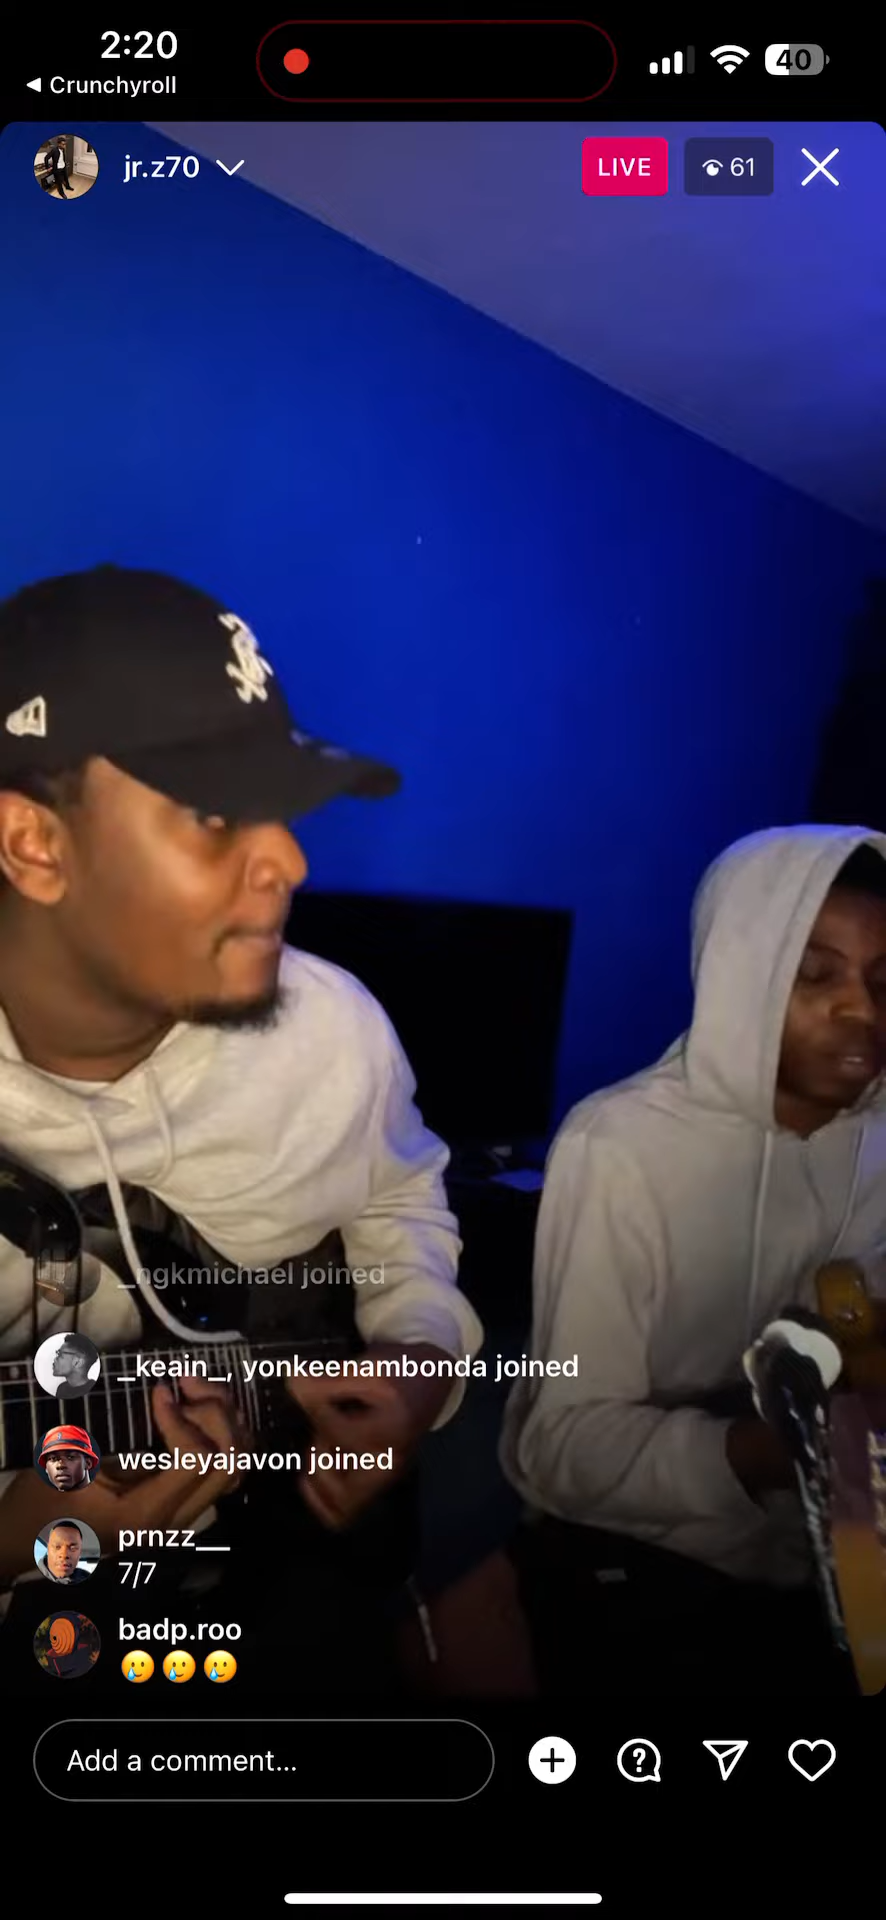 2:20
40
◀ Crunchyroll
jr.z70
LIVE
61
_ngkmichael joined
_keain_, yonkeenambonda joined
wesleyajavon joined
prnzz__
7/7
badp.roo
🥲🥲🥲
Add a comment...